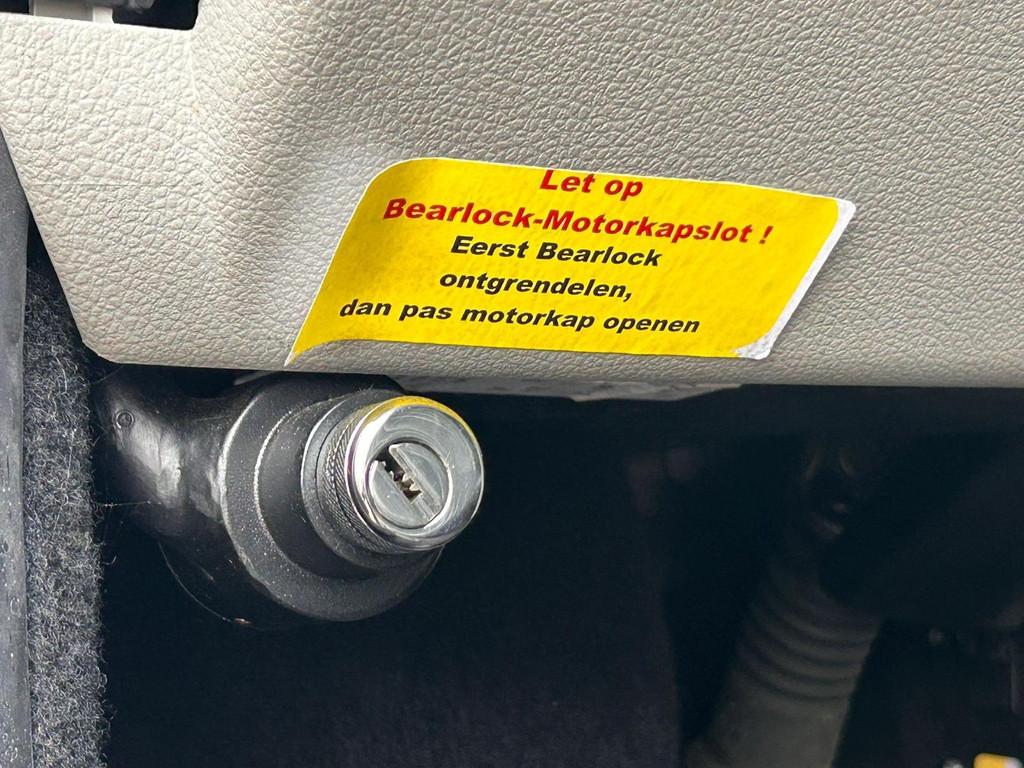 Let op
Bearlock-Motorkapslot !
Eerst Bearlock
ontgrendelen,
dan pas motorkap openen